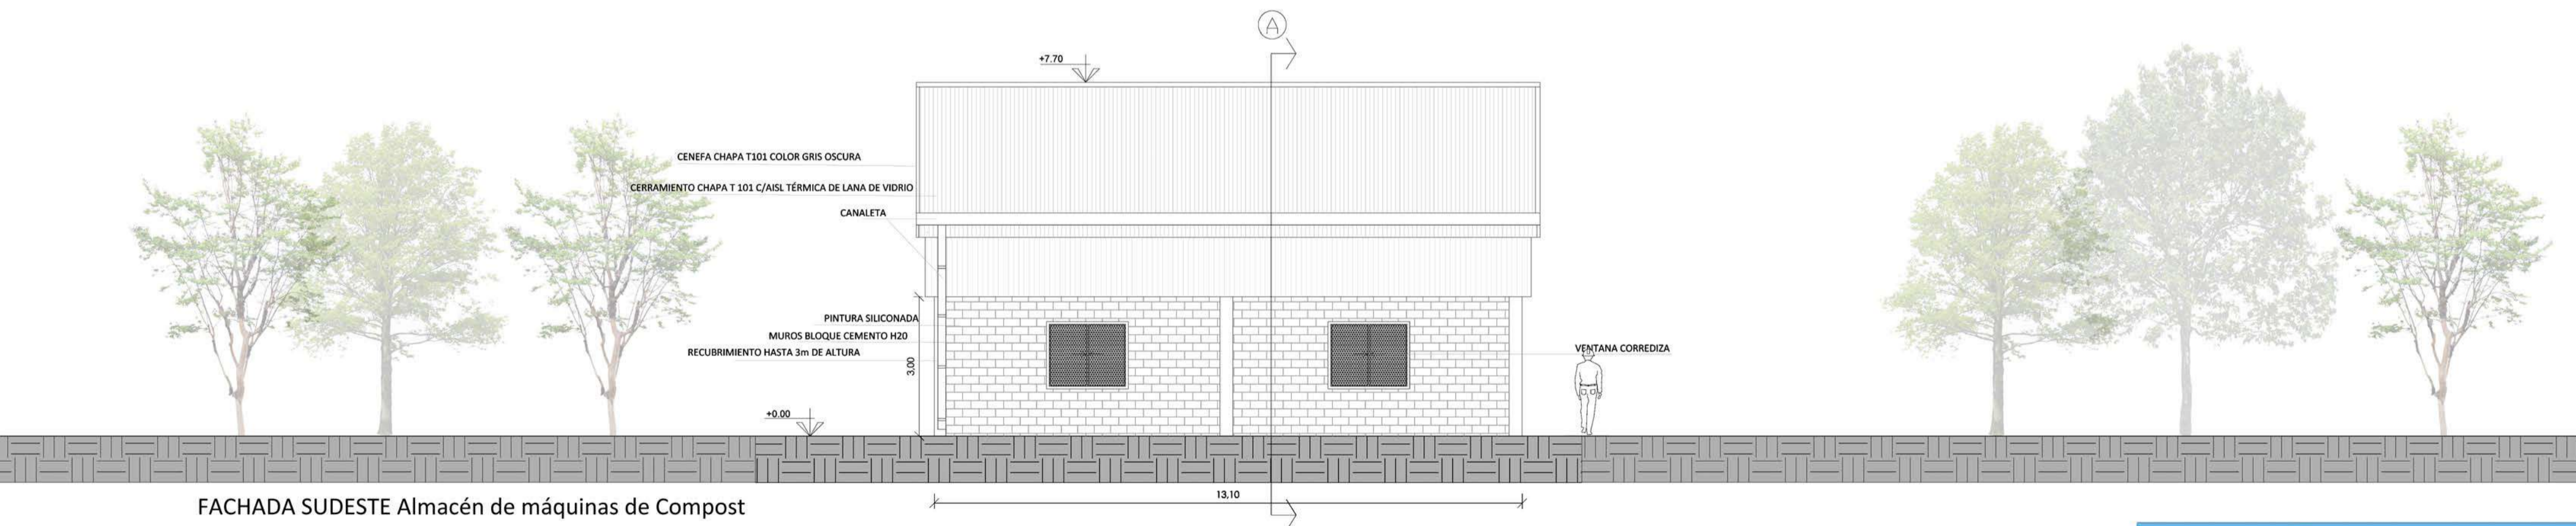 A
+7.70
CENEFA CHAPA T101 COLOR GRIS OSCURA
CERRAMIENTO CHAPA T 101 C/AISL TÉRMICA DE LANA DE VIDRIO
CANALETA
PINTURA SILICONADA
MUROS BLOQUE CEMENTO H20
RECUBRIMIENTO HASTA 3m DE ALTURA
VENTANA CORREDIZA
3,00
+0.00
13,10
FACHADA SUDESTE Almacén de máquinas de Compost